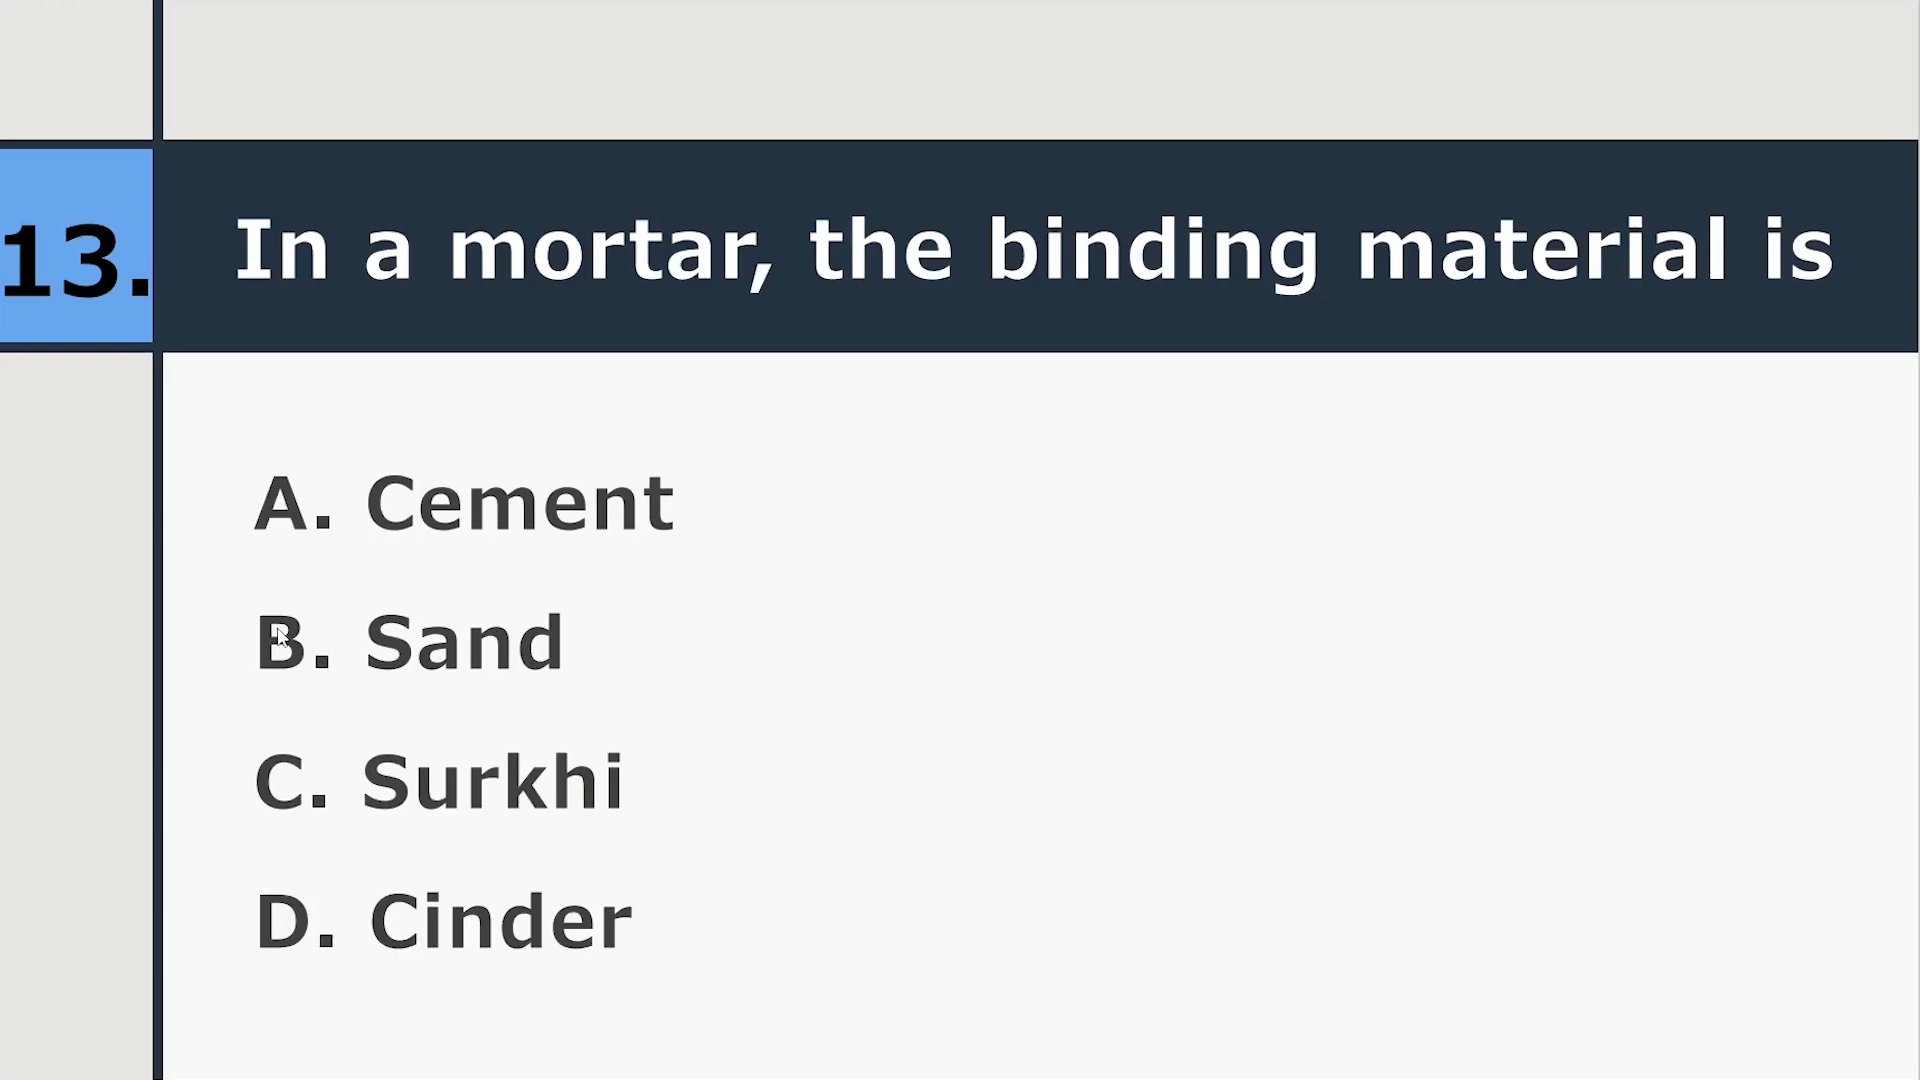 13. In a mortar, the binding material is
A. Cement
B. Sand
C. Surkhi
D. Cinder